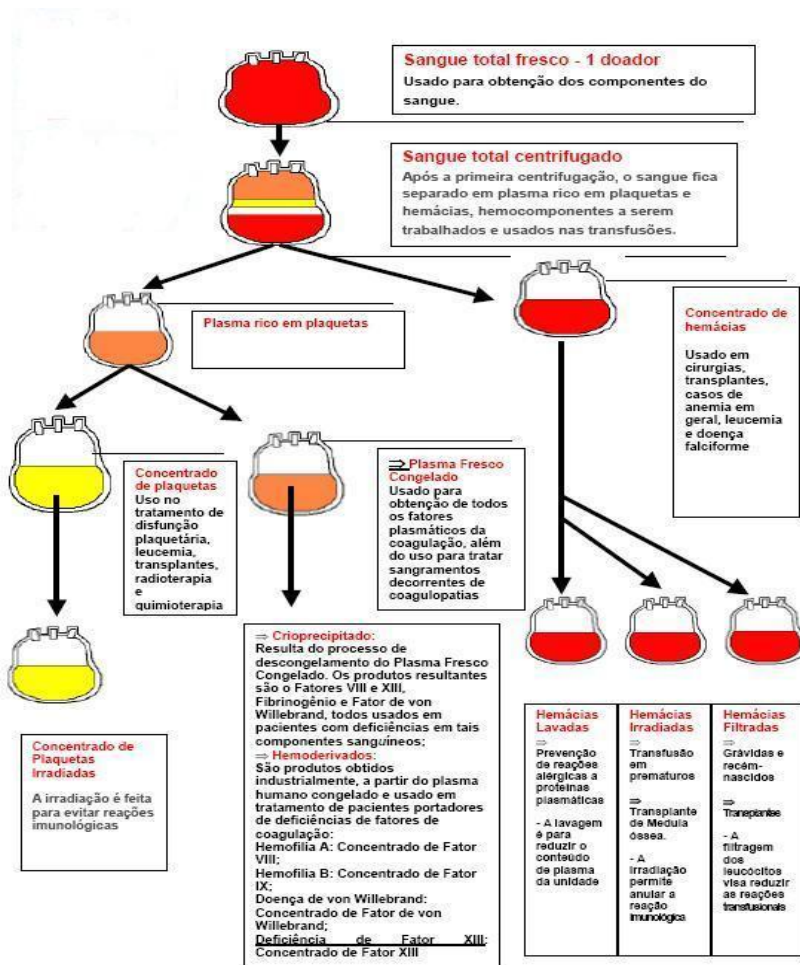 Sangue total fresco - 1 doador
Usado para obtenção dos componentes do
sangue.
Sangue total centrifugado
Após a primeira centrifugação, o sangue fica
separado em plasma rico em plaquetas e
hemácias, hemocomponentes a serem
trabalhados e usados nas transfusões.
Plasma rico em plaquetas
Concentrado de
hemácias
Usado em
cirurgias,
transplantes,
casos de
anemia em
geral, leucemia
e doença
falciforme
Concentrado
de plaquetas
Uso no
tratamento de
disfunção
plaquetária,
leucemia,
transplantes,
radioterapia
e
quimioterapia
⇒Plasma Fresco
Congelado
Usado para
obtenção de todos
os fatores
plasmáticos da
coagulação, além
do uso para tratar
sangramentos
decorrentes de
coagulopatias
Concentrado de
Plaquetas
Irradiadas
A irradiação é feita
para evitar reações
imunológicas
⇒ Crioprecipitado:
Resulta do processo de
descongelamento do Plasma Fresco
Congelado. Os produtos resultantes
são o Fatores VIII e XIII,
Fibrinogênio e Fator de von
Willebrand, todos usados em
pacientes com deficiências em tais
componentes sanguíneos;
⇒ Hemoderivados:
São produtos obtidos
industrialmente, a partir do plasma
humano congelado e usado em
tratamento de pacientes portadores
de deficiências de fatores de
coagulação:
Hemofilia A: Concentrado de Fator
VIII;
Hemofilia B: Concentrado de Fator
IX;
Doença de von Willebrand:
Concentrado de Fator de von
Willebrand;
Deficiência de Fator XIII:
Concentrado de Fator XIII
Hemácias
Lavadas
⇒
Prevenção
de reações
alérgicas a
proteínas
plasmáticas
- A lavagem
é para
reduzir o
conteúdo
de plasma
da unidade
Hemácias
Irradiadas
⇒
Transfusão
em
prematuros
⇒
Transplante
de Medula
óssea.
- A
irradiação
permite
anular a
reação
imunológica
Hemácias
Filtradas
⇒
Grávidas e
recém-
nascidos
⇒
Transplantes
- A
filtragem
dos
leucócitos
visa reduzir
as reações
transfusionais